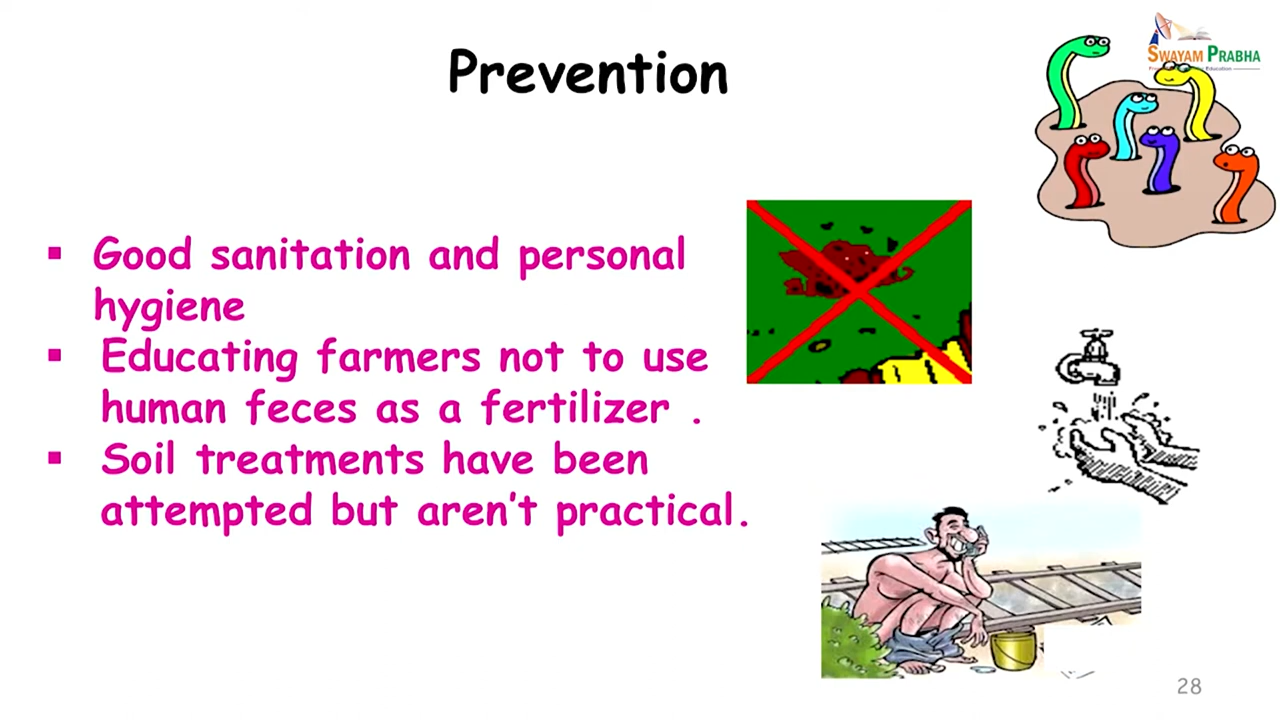 Prevention
SWAYAM PRABHA
▪ Good sanitation and personal
hygiene
▪ Educating farmers not to use
human feces as a fertilizer .
▪ Soil treatments have been
attempted but aren't practical.
28